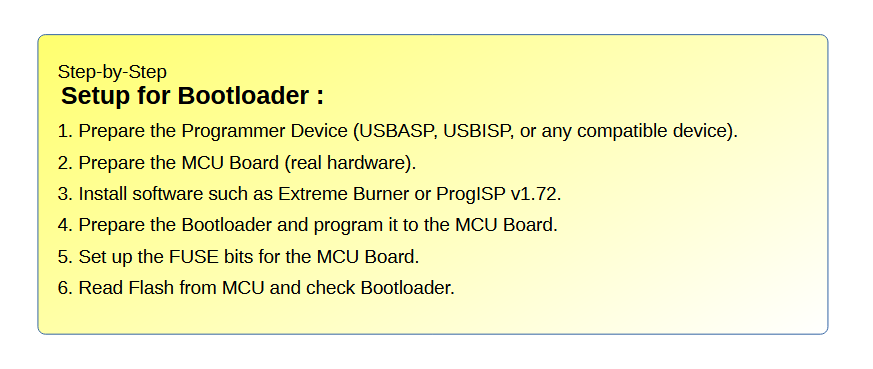 Step-by-Step
Setup for Bootloader :
1. Prepare the Programmer Device (USBASP, USBISP, or any compatible device).
2. Prepare the MCU Board (real hardware).
3. Install software such as Extreme Burner or ProgISP v1.72.
4. Prepare the Bootloader and program it to the MCU Board.
5. Set up the FUSE bits for the MCU Board.
6. Read Flash from MCU and check Bootloader.